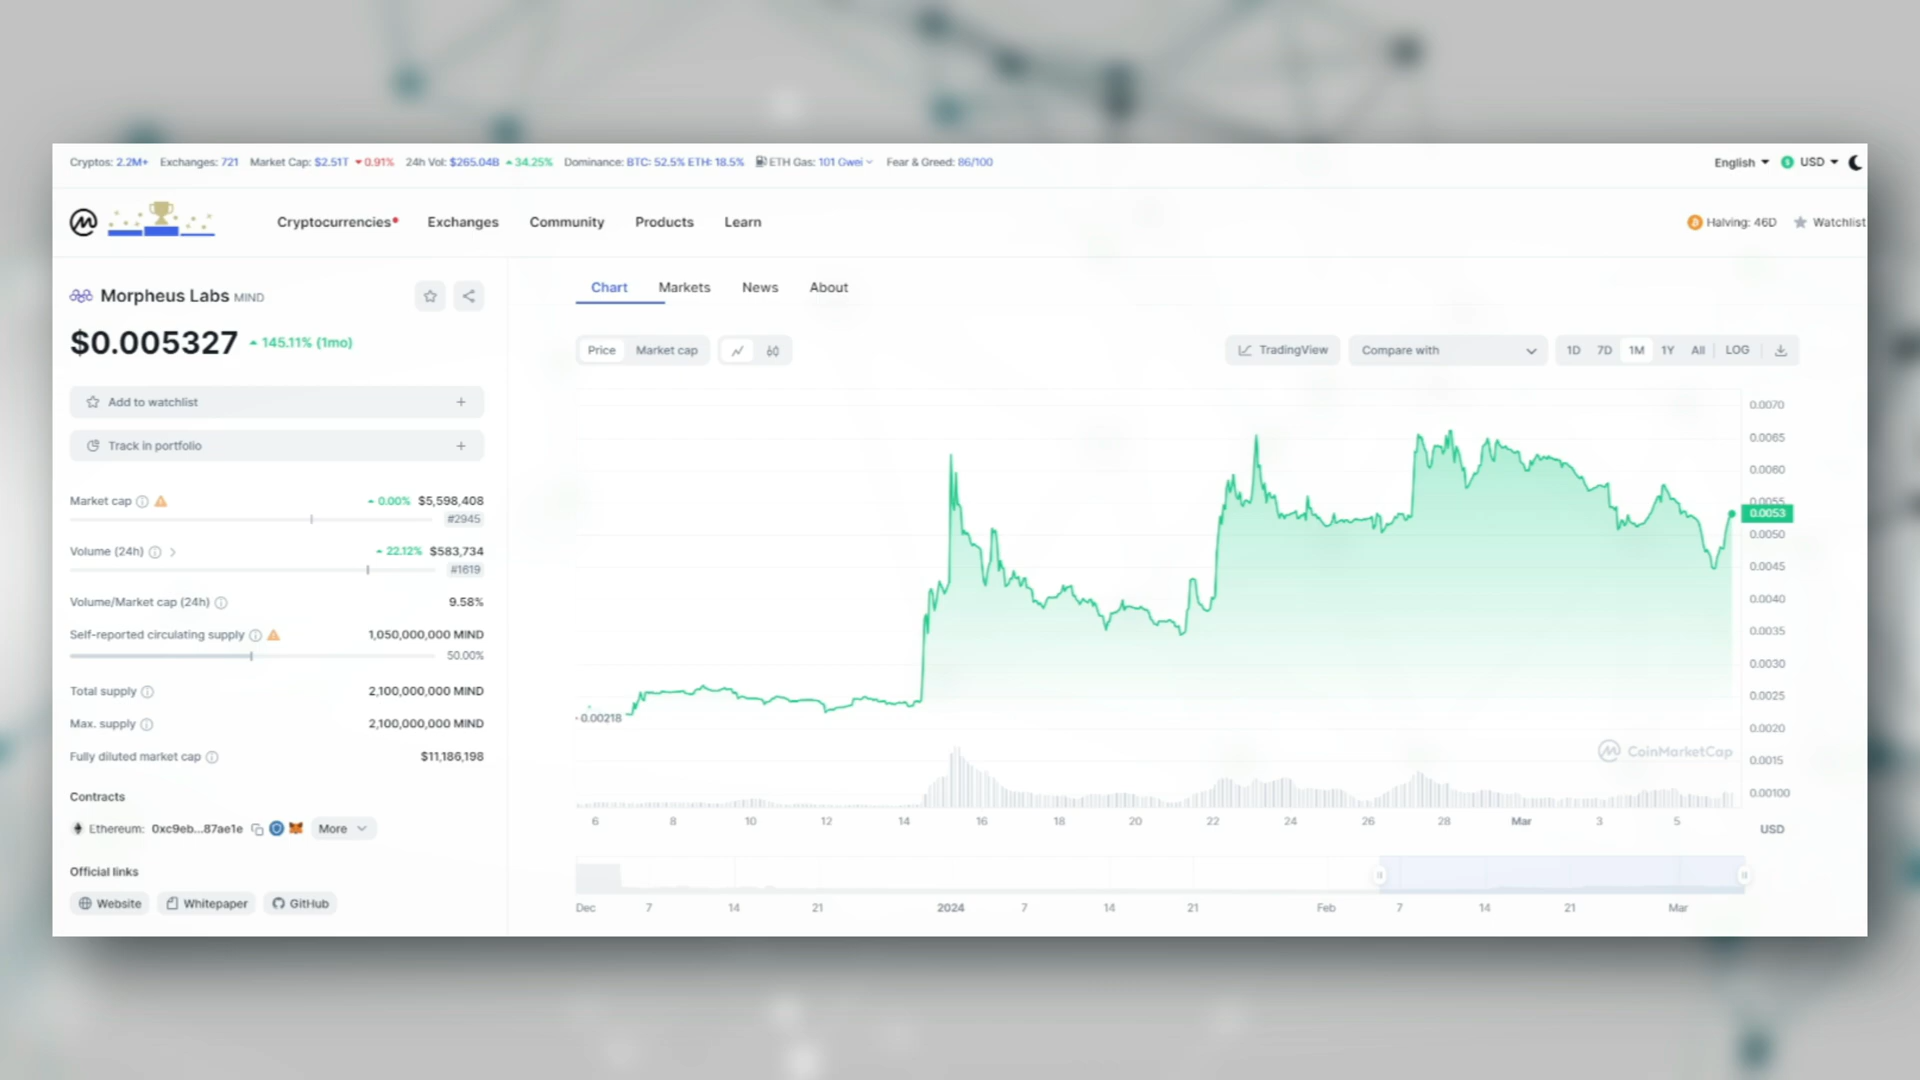 Cryptos: 2.2M+ Exchanges: 721 Market Cap: $2.51T 0.91% 24h Vol: $265.04B 34.25% Dominance: BTC: 52.5% ETH: 18.5% ETH Gas: 101 Gwei Fear & Greed: 86/100 English USD
Cryptocurrencies Exchanges Community Products Learn Halving: 46D Watchlist
Morpheus Labs MIND
$0.005327 145.11% (1mo)
Add to watchlist +
Track in portfolio +
Market cap 0.00% $5,598,408
#2945
Volume (24h) 22.12% $583,734
#1619
Volume/Market cap (24h) 9.58%
Self-reported circulating supply 1,050,000,000 MIND
50.00%
Total supply 2,100,000,000 MIND
Max. supply 2,100,000,000 MIND
Fully diluted market cap $11,186,198
Contracts
Ethereum: 0xc9eb...87ae1e More
Official links
Website Whitepaper GitHub
Chart Markets News About
Price Market cap TradingView Compare with 1D 7D 1M 1Y All LOG
0.0070
0.0065
0.0060
0.0055
0.0053
0.0050
0.0045
0.0040
0.0035
0.0030
0.0025
0.00218
0.0020
CoinMarketCap
0.0015
0.00100
6 8 10 12 14 16 18 20 22 24 26 28 Mar 3 5
USD
Dec 7 14 21 2024 7 14 21 Feb 7 14 21 Mar